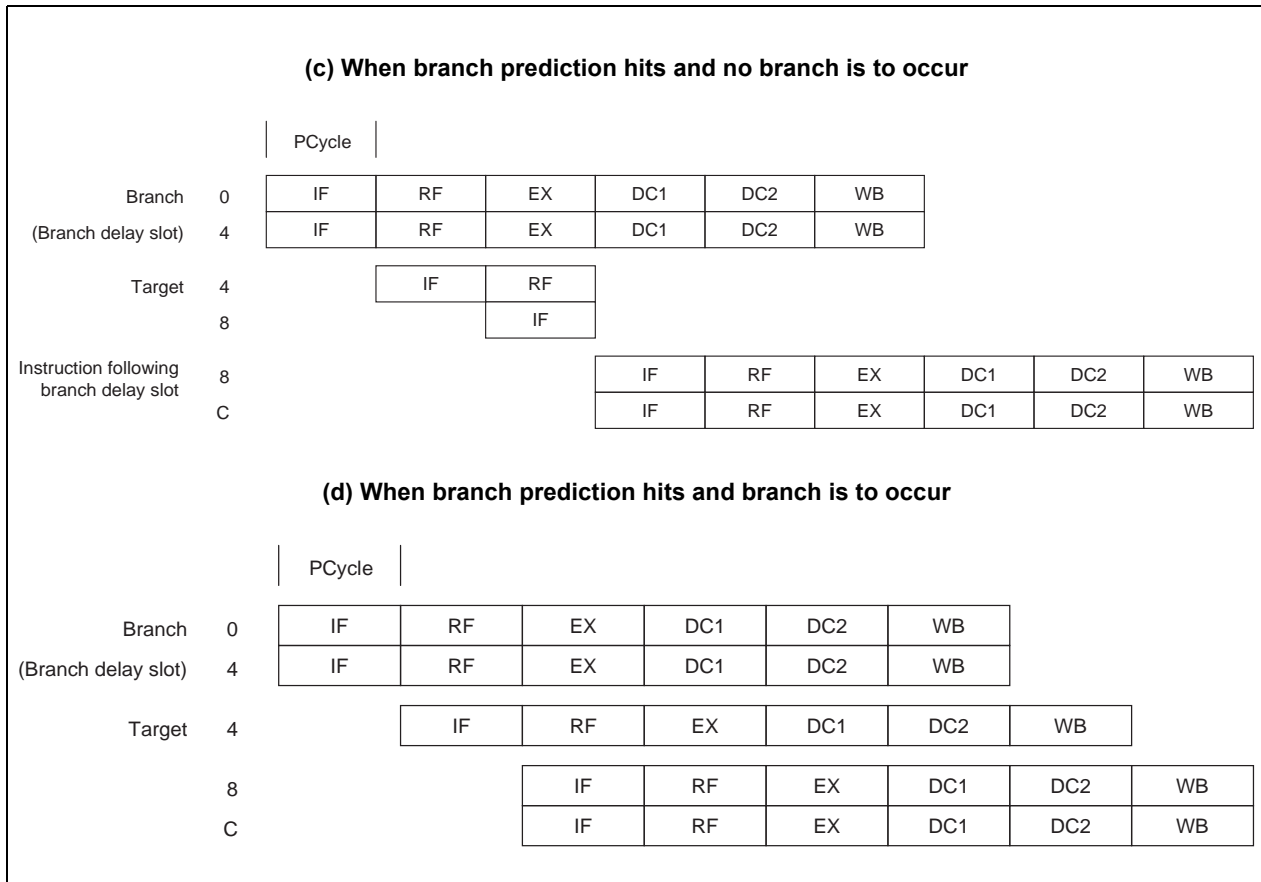 (c) When branch prediction hits and no branch is to occur
PCycle
Branch 0 IF RF EX DC1 DC2 WB
(Branch delay slot) 4 IF RF EX DC1 DC2 WB
Target 4 IF RF
8 IF
Instruction following
branch delay slot
8 IF RF EX DC1 DC2 WB
C IF RF EX DC1 DC2 WB
(d) When branch prediction hits and branch is to occur
PCycle
Branch 0 IF RF EX DC1 DC2 WB
(Branch delay slot) 4 IF RF EX DC1 DC2 WB
Target 4 IF RF EX DC1 DC2 WB
8 IF RF EX DC1 DC2 WB
C IF RF EX DC1 DC2 WB